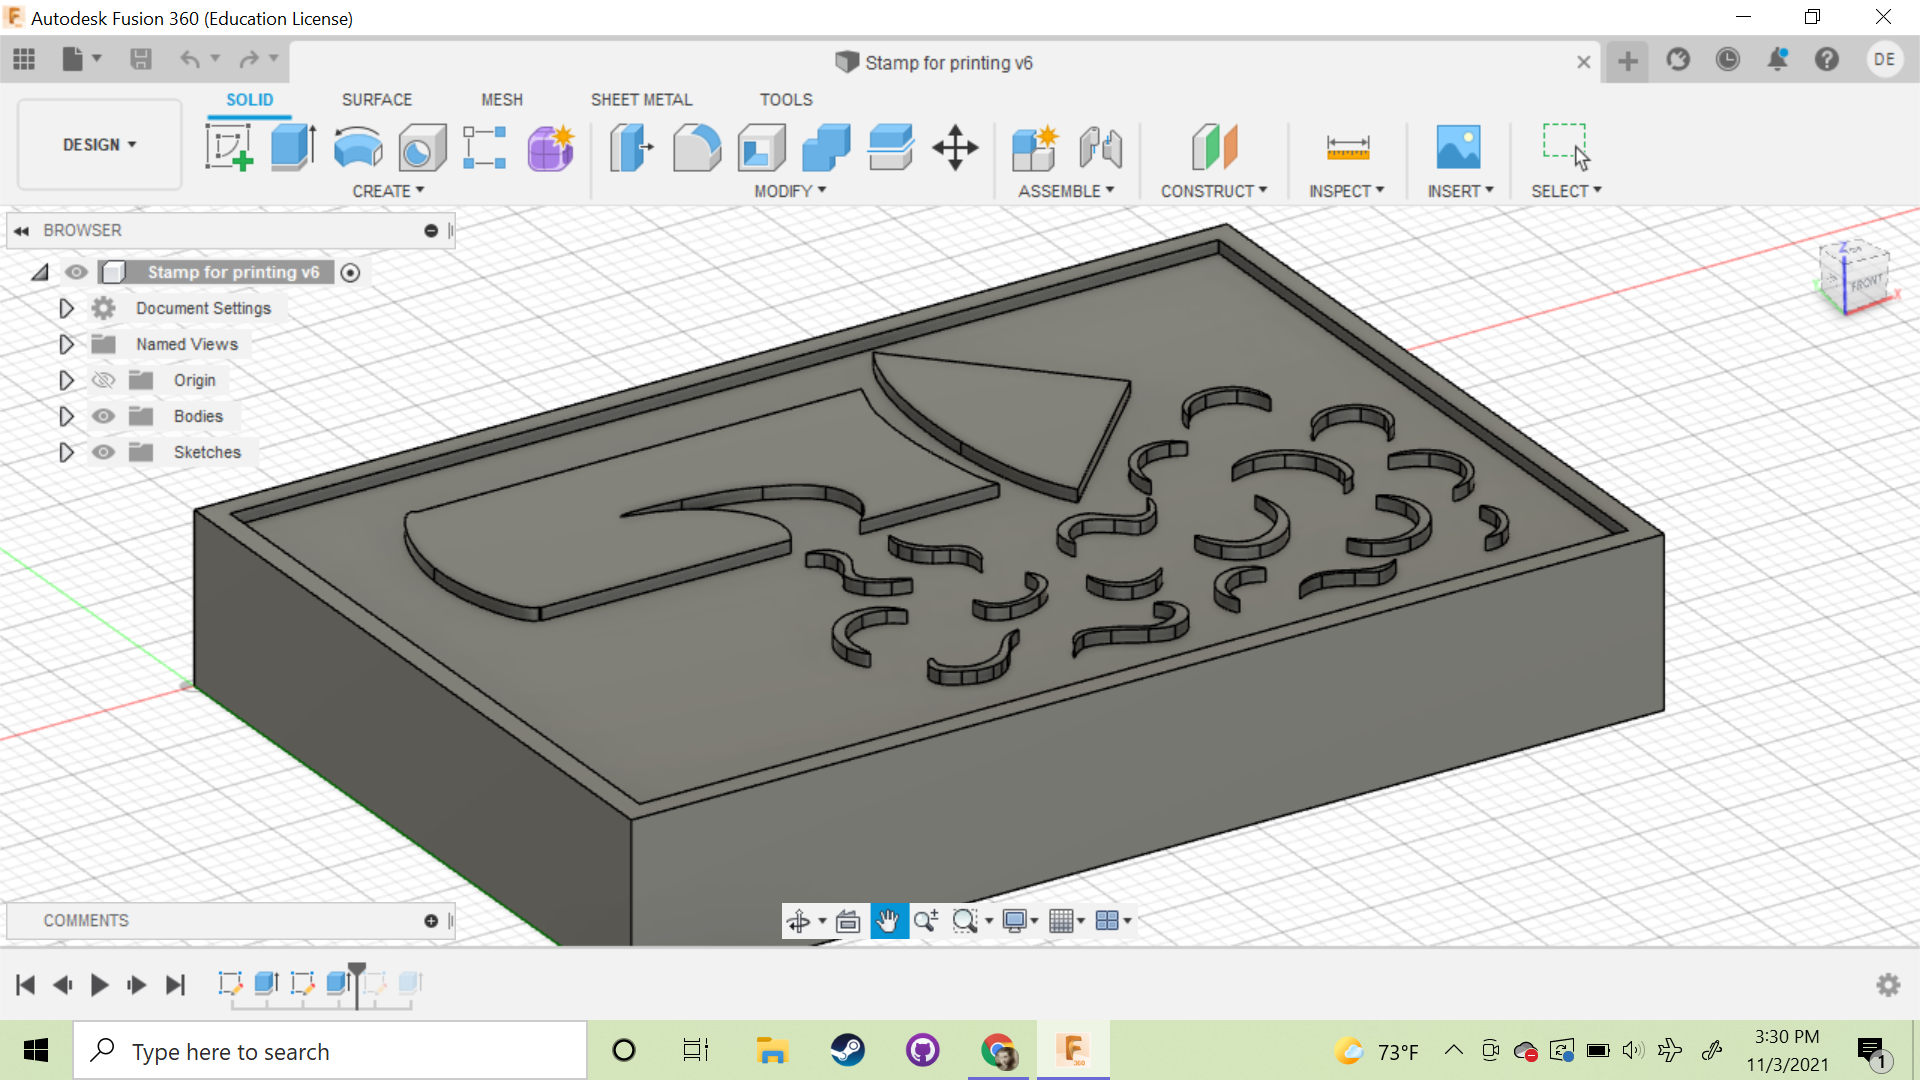 Autodesk Fusion 360 (Education License)
Stamp for printing v6
DE
SOLID
SURFACE
MESH
SHEET METAL
TOOLS
DESIGN
CREATE
MODIFY
ASSEMBLE
CONSTRUCT
INSPECT
INSERT
SELECT
BROWSER
Stamp for printing v6
Document Settings
Named Views
Origin
Bodies
Sketches
Z
FRONT
X
COMMENTS
Type here to search
73°F
3:30 PM
11/3/2021
1